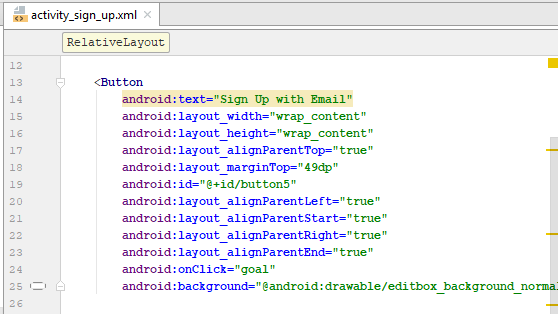 activity_sign_up.xml
RelativeLayout
12
13 <Button
14 android:text="Sign Up with Email"
15 android:layout_width="wrap_content"
16 android:layout_height="wrap_content"
17 android:layout_alignParentTop="true"
18 android:layout_marginTop="49dp"
19 android:id="@+id/button5"
20 android:layout_alignParentLeft="true"
21 android:layout_alignParentStart="true"
22 android:layout_alignParentRight="true"
23 android:layout_alignParentEnd="true"
24 android:onClick="goal"
25 android:background="@android:drawable/editbox_background_normal
26